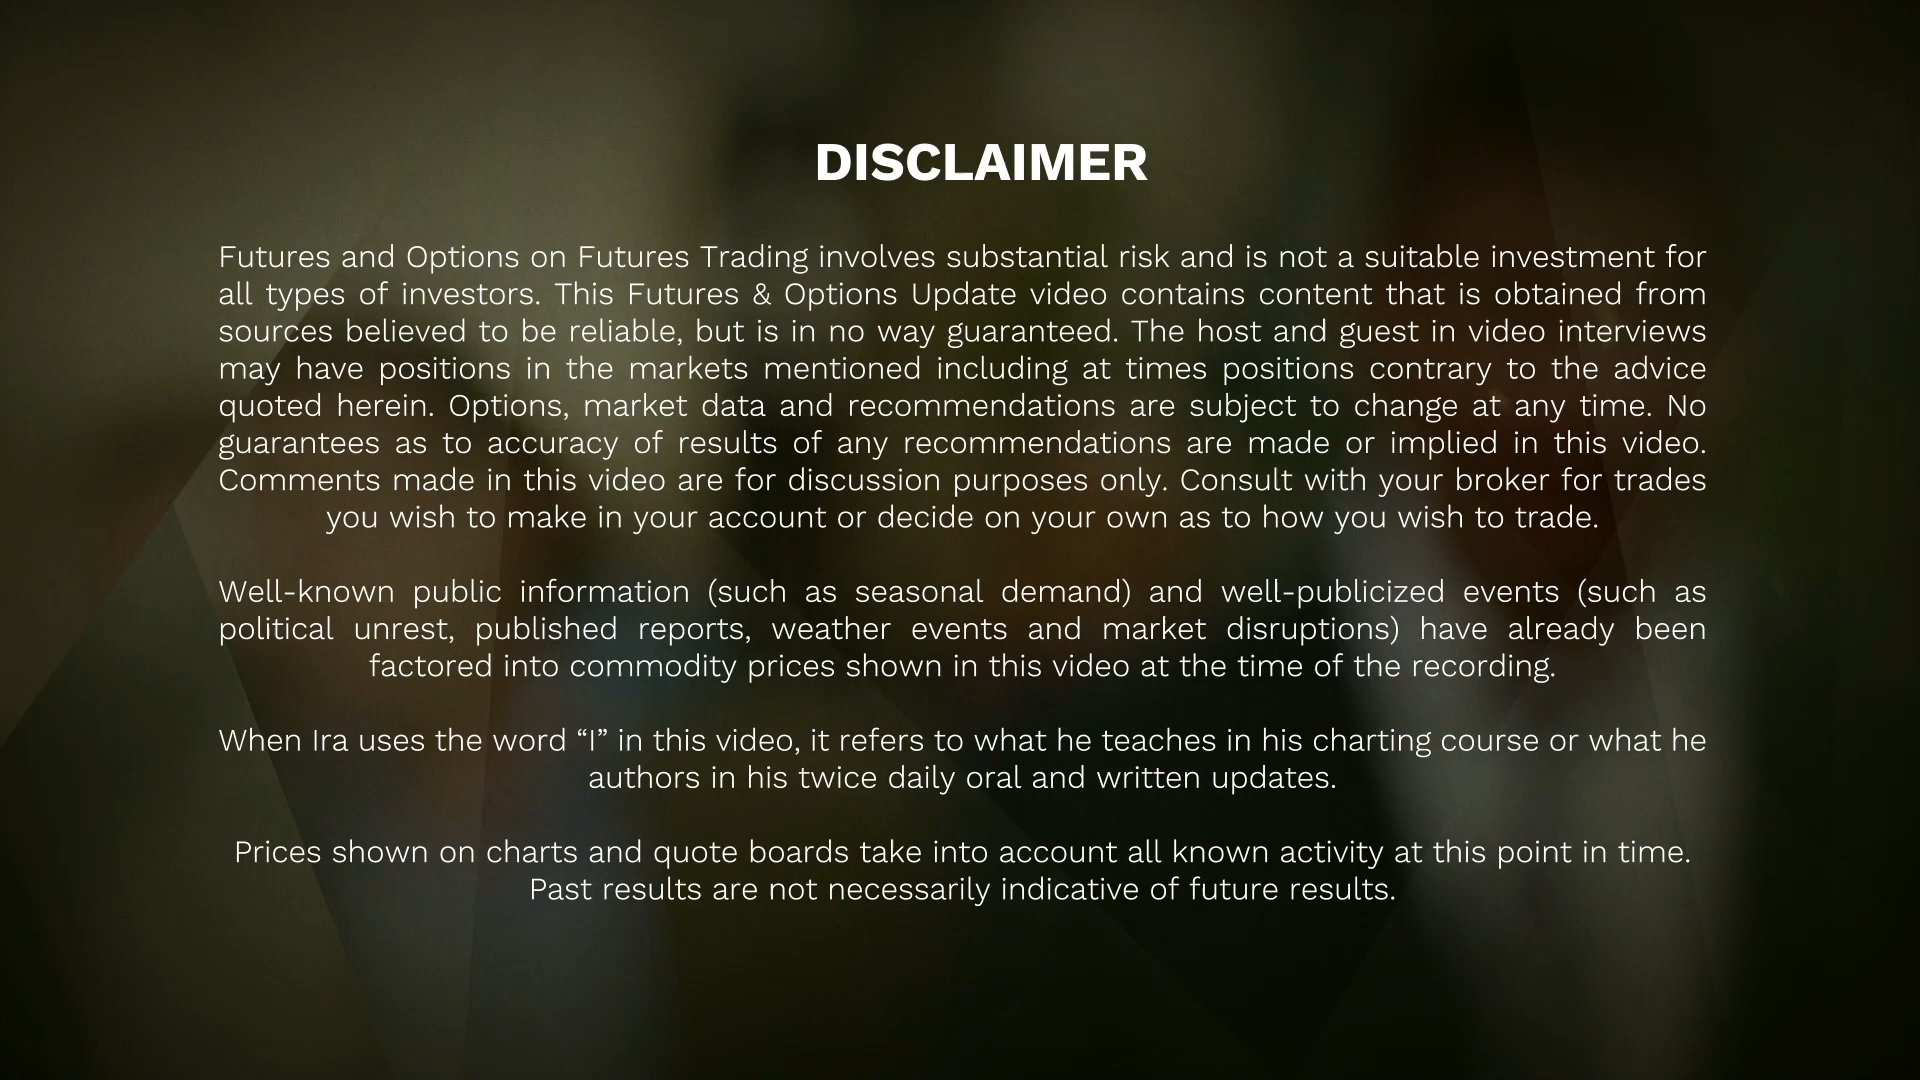 DISCLAIMER
Futures and Options on Futures Trading involves substantial risk and is not a suitable investment for
all types of investors. This Futures & Options Update video contains content that is obtained from
sources believed to be reliable, but is in no way guaranteed. The host and guest in video interviews
may have positions in the markets mentioned including at times positions contrary to the advice
quoted herein. Options, market data and recommendations are subject to change at any time. No
guarantees as to accuracy of results of any recommendations are made or implied in this video.
Comments made in this video are for discussion purposes only. Consult with your broker for trades
you wish to make in your account or decide on your own as to how you wish to trade.
Well-known public information (such as seasonal demand) and well-publicized events (such as
political unrest, published reports, weather events and market disruptions) have already been
factored into commodity prices shown in this video at the time of the recording.
When Ira uses the word “I” in this video, it refers to what he teaches in his charting course or what he
authors in his twice daily oral and written updates.
Prices shown on charts and quote boards take into account all known activity at this point in time.
Past results are not necessarily indicative of future results.